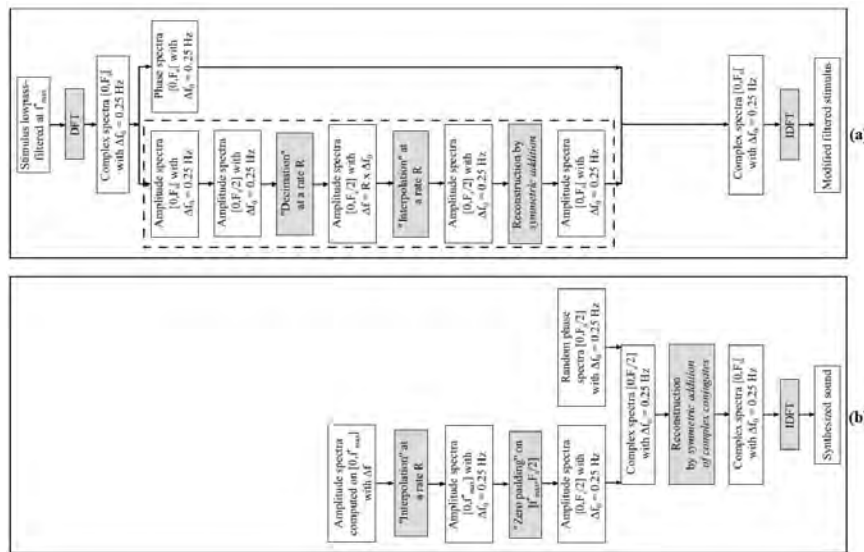 Stimulus lowpass-
filtered at f*max
DFT
Complex spectra [0,Fs[
with Δf0 = 0.25 Hz
Phase spectra
[0,Fs[ with
Δf0 = 0.25 Hz
Amplitude spectra
[0,Fs[ with
Δf0 = 0.25 Hz
Amplitude spectra
[0,Fs/2] with
Δf0 = 0.25 Hz
"Decimation"
at a rate R
Amplitude spectra
[0,Fs/2] with
Δf = R x Δf0
"Interpolation" at
a rate R
Amplitude spectra
[0,Fs/2] with
Δf0 = 0.25 Hz
Reconstruction by
symmetric addition
Amplitude spectra
[0,Fs[ with
Δf0 = 0.25 Hz
Complex spectra [0,Fs[
with Δf0 = 0.25 Hz
IDFT
Modified filtered stimulus
(a)
Amplitude spectra
computed on [0,f*max]
with Δf
"Interpolation" at
a rate R
Amplitude spectra
[0,f*max] with
Δf0 = 0.25 Hz
"Zero padding" on
]f*max,Fs/2]
Amplitude spectra
[0,Fs/2] with
Δf0 = 0.25 Hz
Random phase
spectra [0,Fs/2]
with Δf0 = 0.25 Hz
Complex spectra [0,Fs/2]
with Δf0 = 0.25 Hz
Reconstruction
by symmetric addition
of complex conjugates
Complex spectra [0,Fs[
with Δf0 = 0.25 Hz
IDFT
Synthesized sound
(b)